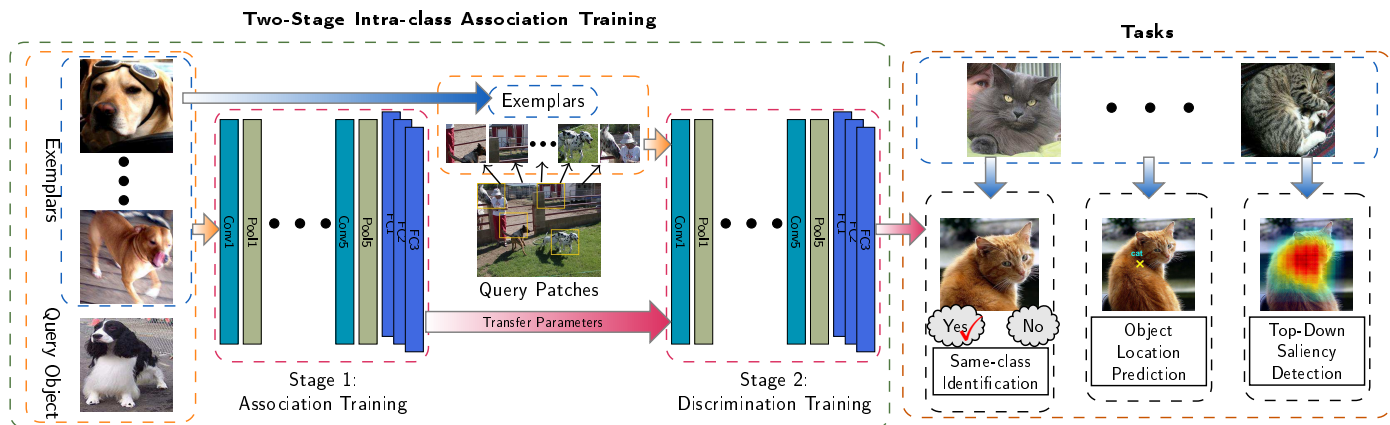 Two-Stage Intra-class Association Training
Tasks
Exemplars
Query Object
Conv1
Pool1
Conv5
Pool5
FC1
FC2
FC3
Exemplars
Query Patches
Transfer Parameters
Conv1
Pool1
Conv5
Pool5
FC1
FC2
FC3
Stage 1:
Association Training
Stage 2:
Discrimination Training
Yes
No
Same-class
Identification
cat
Object
Location
Prediction
Top-Down
Saliency
Detection